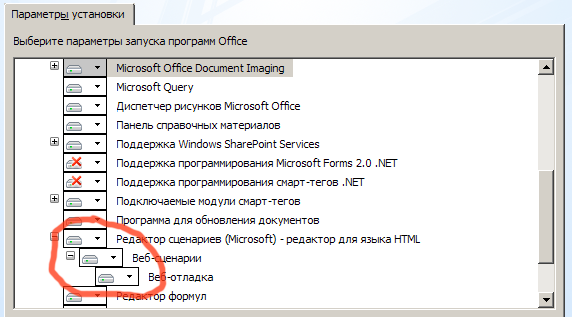 Параметры установки
Выберите параметры запуска программ Office
Microsoft Office Document Imaging
Microsoft Query
Диспетчер рисунков Microsoft Office
Панель справочных материалов
Поддержка Windows SharePoint Services
Поддержка программирования Microsoft Forms 2.0 .NET
Поддержка программирования смарт-тегов .NET
Подключаемые модули смарт-тегов
Программа для обновления документов
Редактор сценариев (Microsoft) - редактор для языка HTML
Веб-сценарии
Веб-отладка
Редактор формул